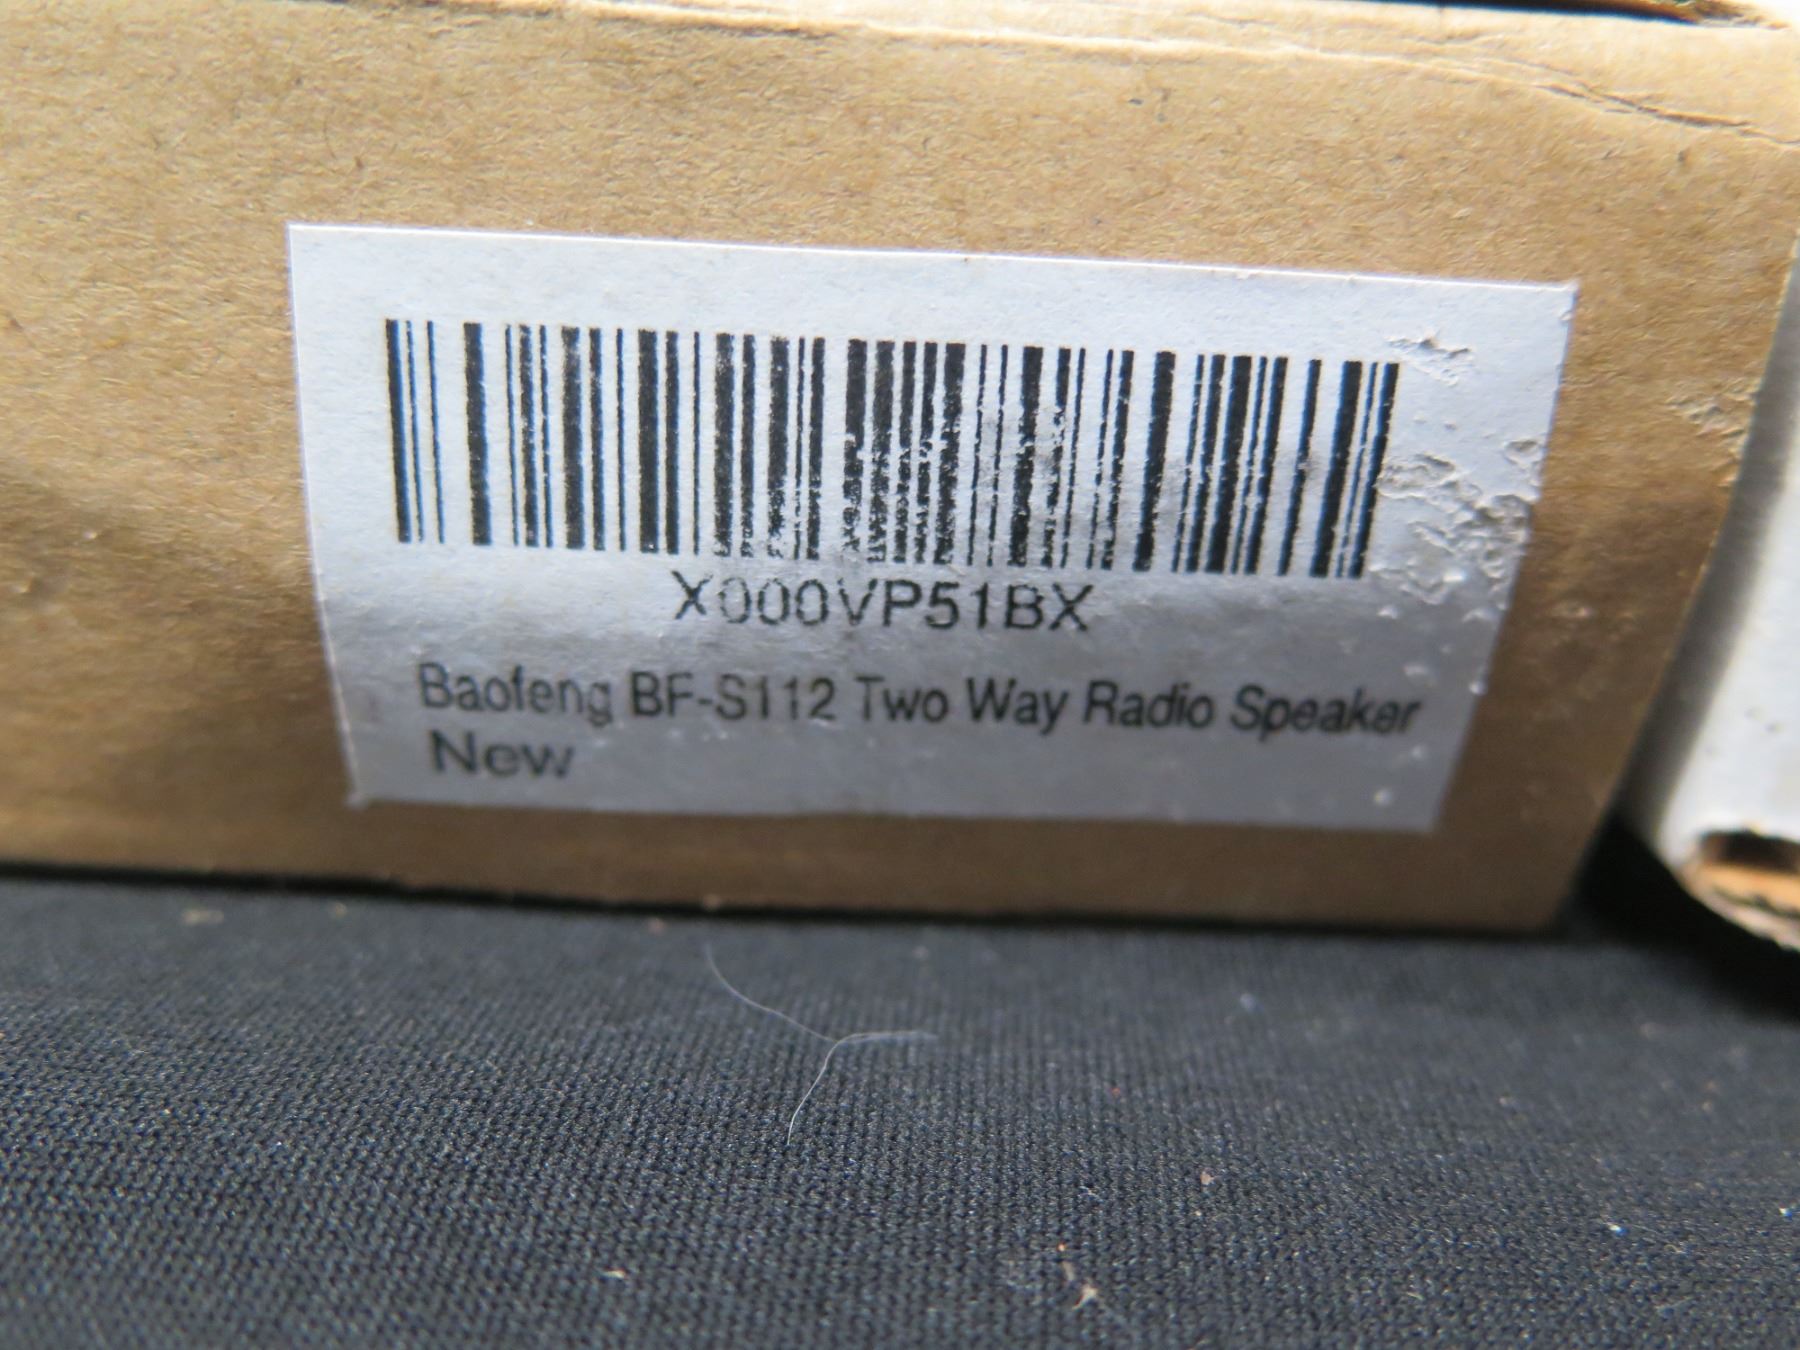 X000VP51BX
Baofeng BF-S112 Two Way Radio Speaker
New